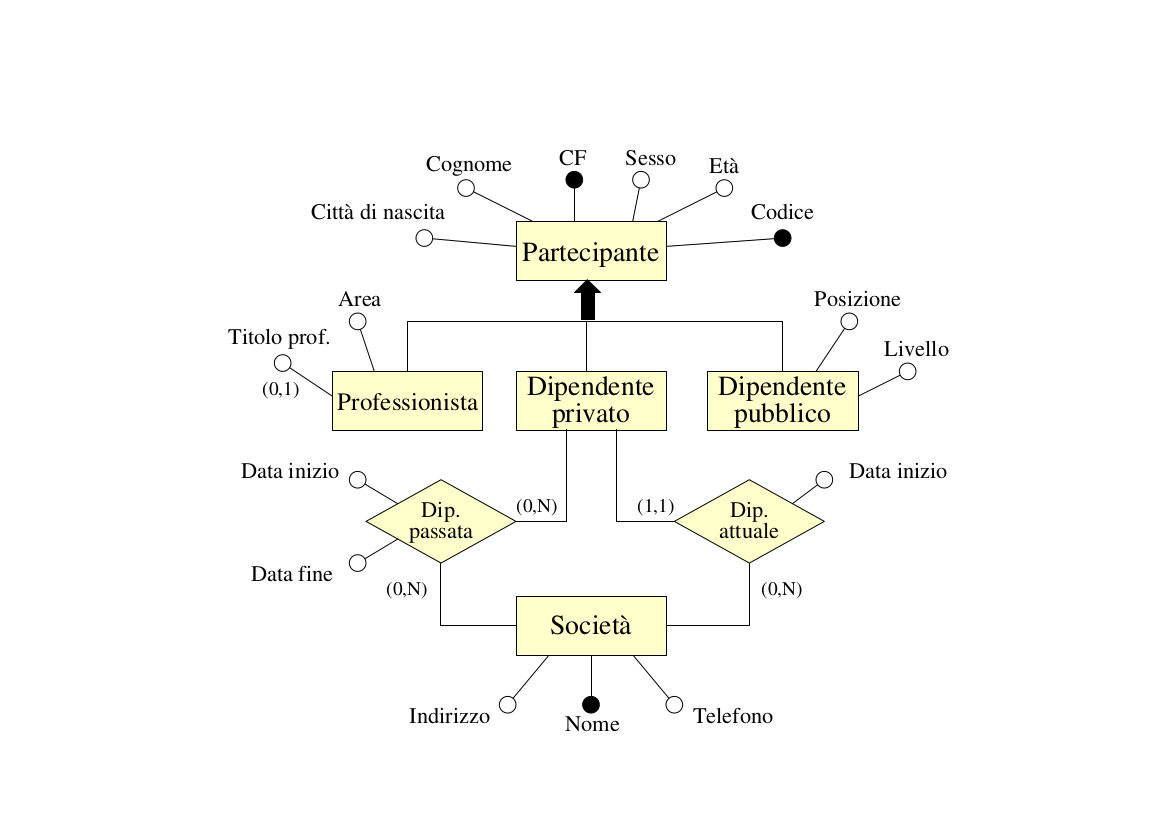 Cognome
CF
Sesso
Età
Città di nascita
Codice
Partecipante
Area
Posizione
Titolo prof.
Livello
(0,1)
Professionista
Dipendente
privato
Dipendente
pubblico
Data inizio
Data inizio
(0,N)
(1,1)
Dip.
passata
Dip.
attuale
Data fine
(0,N)
(0,N)
Società
Indirizzo
Nome
Telefono